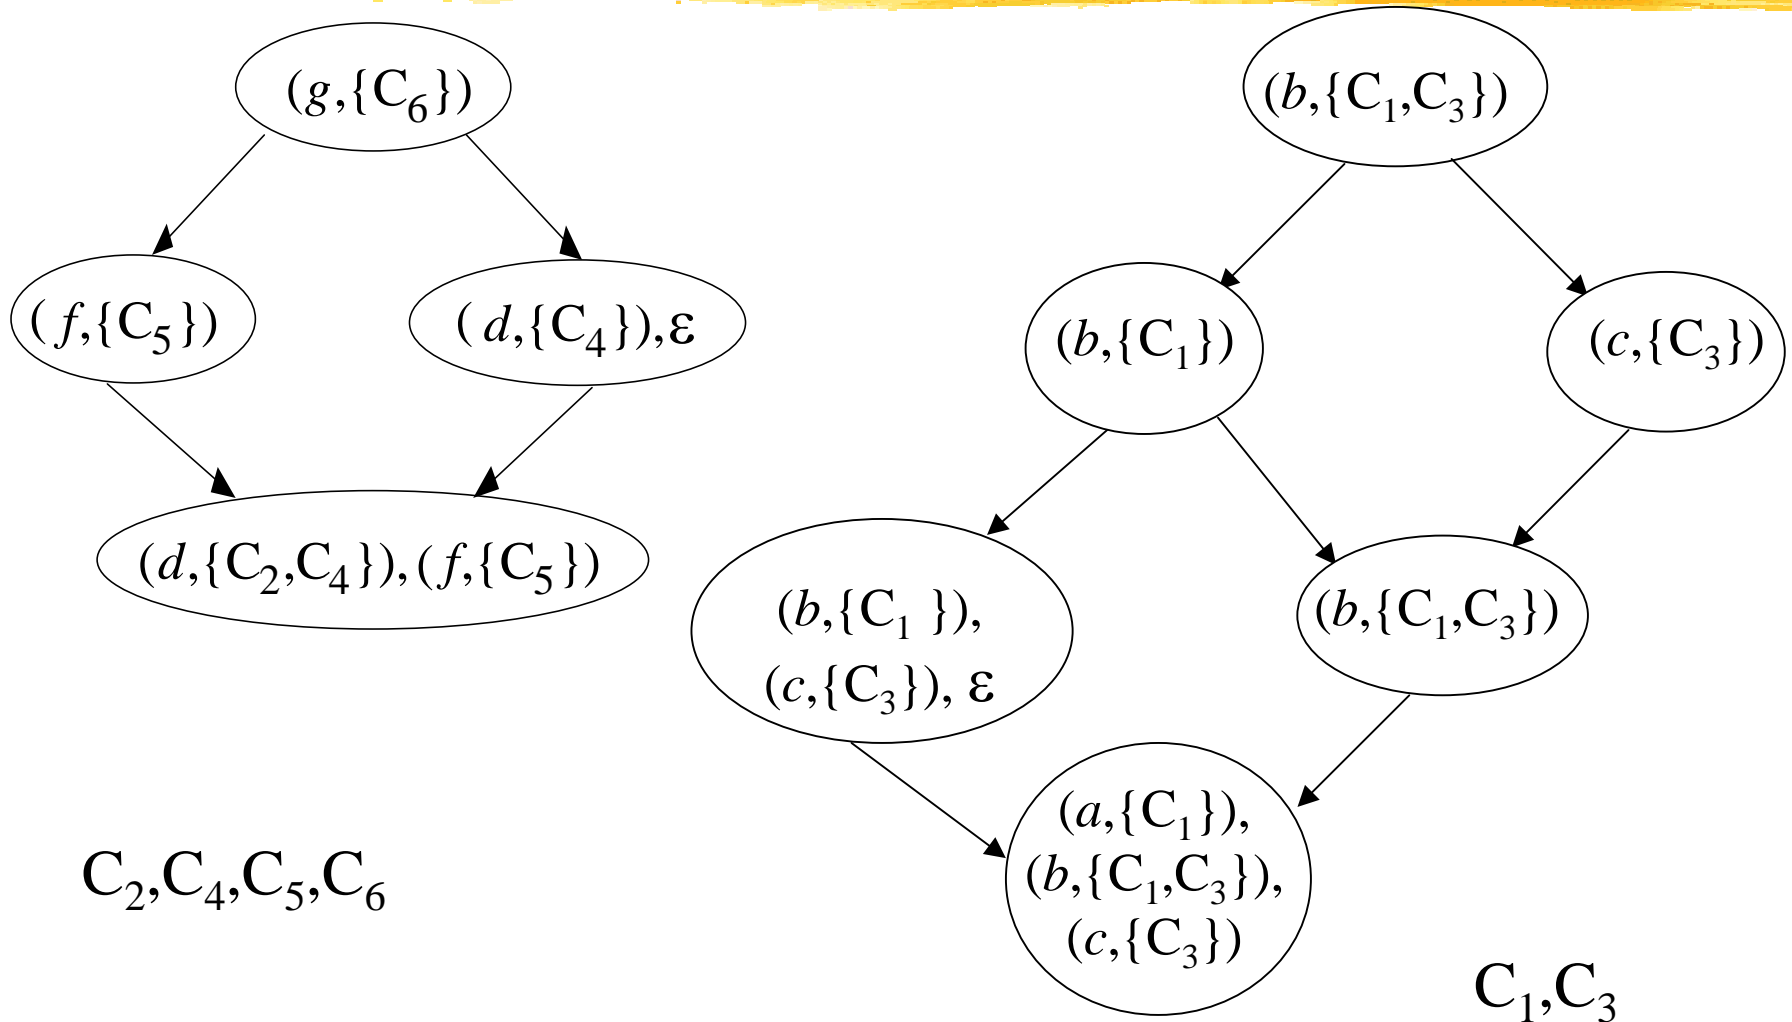 (g,{C₆})
(f,{C₅})
(d,{C₄}),ε
(d,{C₂,C₄}),(f,{C₅})
C₂,C₄,C₅,C₆
(b,{C₁,C₃})
(b,{C₁})
(c,{C₃})
(b,{C₁ }),
(c,{C₃}), ε
(b,{C₁,C₃})
(a,{C₁}),
(b,{C₁,C₃}),
(c,{C₃})
C₁,C₃